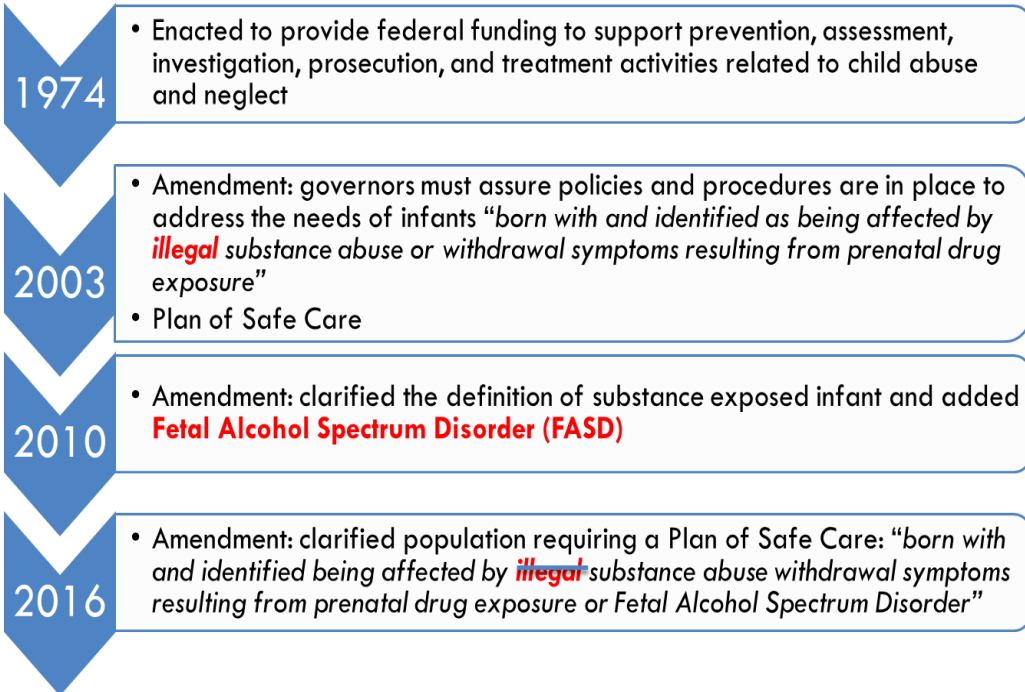 1974
• Enacted to provide federal funding to support prevention, assessment,
investigation, prosecution, and treatment activities related to child abuse
and neglect
2003
• Amendment: governors must assure policies and procedures are in place to
address the needs of infants “born with and identified as being affected by
illegal substance abuse or withdrawal symptoms resulting from prenatal drug
exposure”
• Plan of Safe Care
2010
• Amendment: clarified the definition of substance exposed infant and added
Fetal Alcohol Spectrum Disorder (FASD)
2016
• Amendment: clarified population requiring a Plan of Safe Care: “born with
and identified being affected by illegal substance abuse withdrawal symptoms
resulting from prenatal drug exposure or Fetal Alcohol Spectrum Disorder”